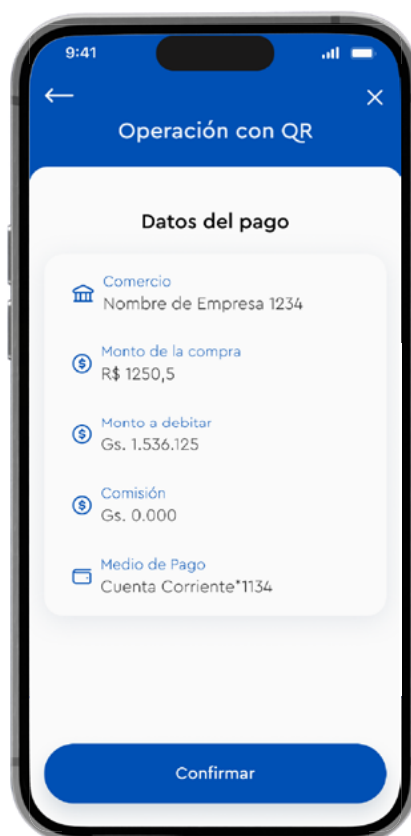 9:41
Operación con QR
Datos del pago
Comercio
Nombre de Empresa 1234
Monto de la compra
R$ 1250,5
Monto a debitar
Gs. 1.536.125
Comisión
Gs. 0.000
Medio de Pago
Cuenta Corriente*1134
Confirmar